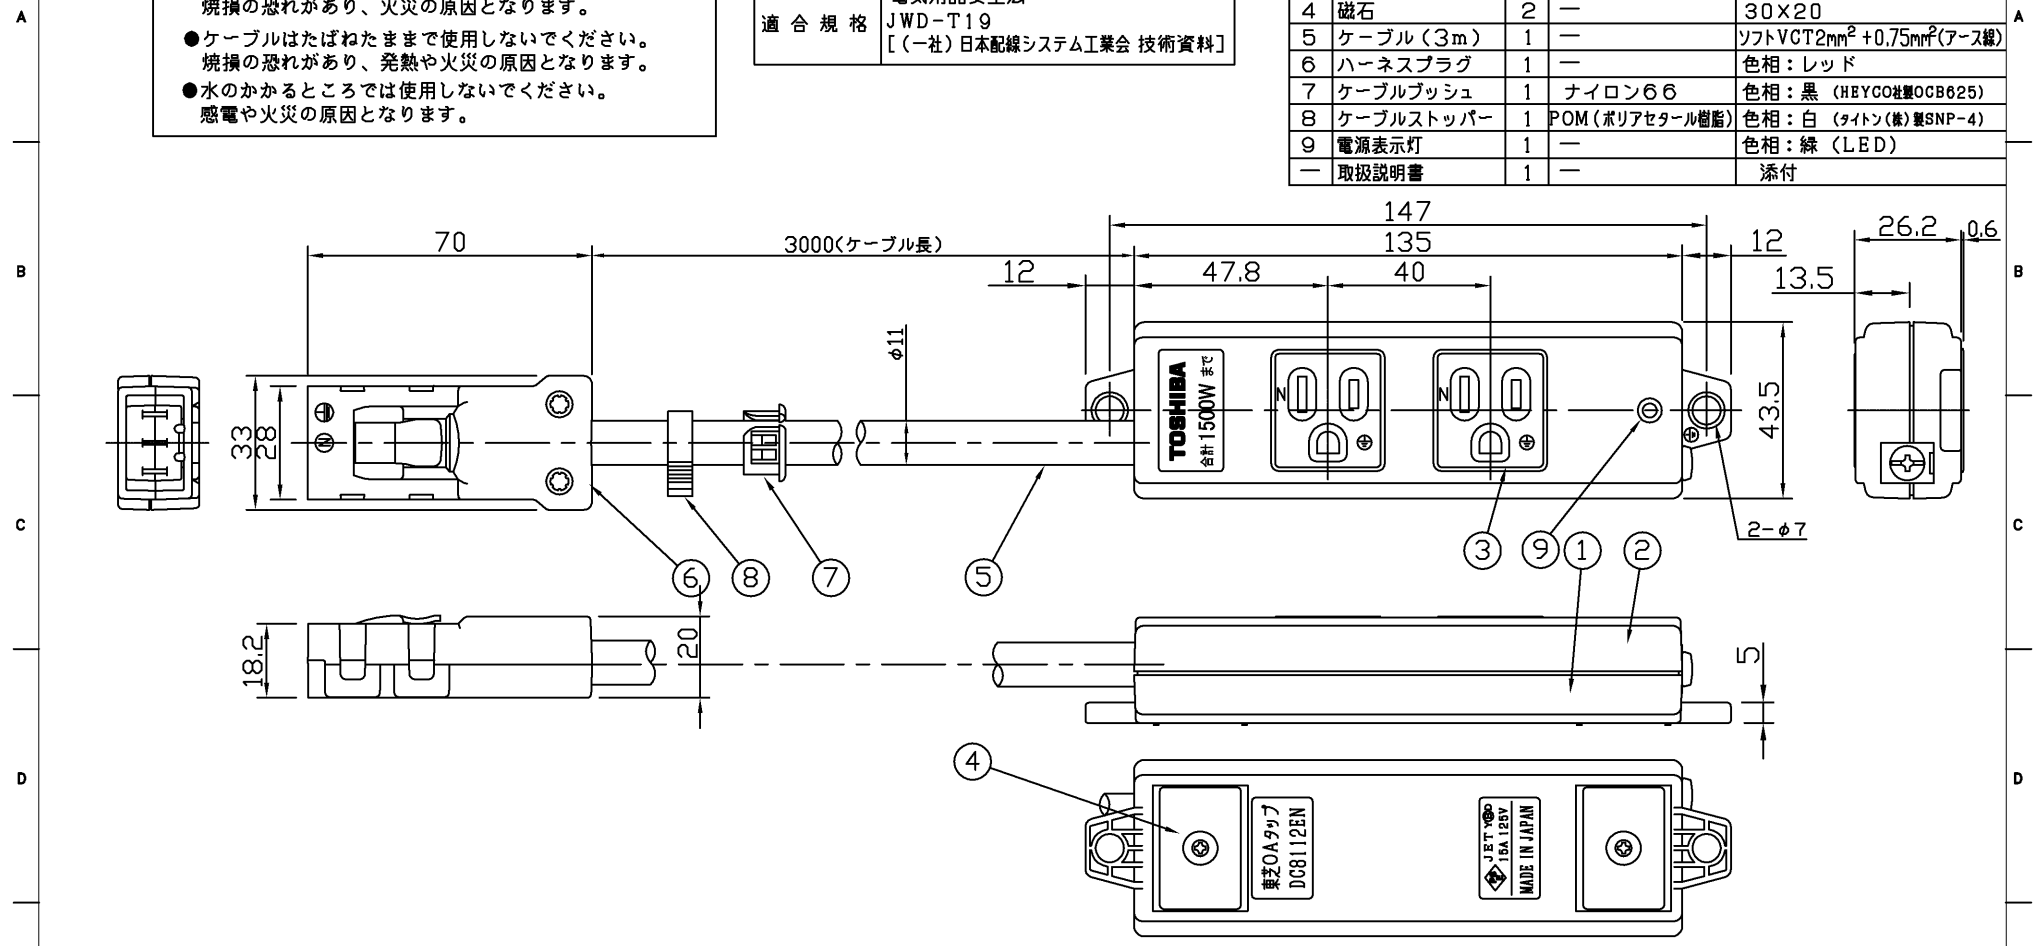 A
焼損の恐れがあり、火災の原因となります。
●ケーブルはたばねたままで使用しないでください。
焼損の恐れがあり、発熱や火災の原因となります。
●水のかかるところでは使用しないでください。
感電や火災の原因となります。
適合規格
電気用品安全法
JWD-T19
[(一社)日本配線システム工業会 技術資料]
4 磁石 2 — 30×20
5 ケーブル(3m) 1 — ソフトVCT2mm²+0.75mm²(アース線)
6 ハーネスプラグ 1 — 色相:レッド
7 ケーブルブッシュ 1 ナイロン66 色相:黒 (HEYCO社製OCB625)
8 ケーブルストッパー 1 POM(ポリアセタール樹脂) 色相:白 (タイトン(株)製SNP-4)
9 電源表示灯 1 — 色相:緑 (LED)
— 取扱説明書 1 — 添付
A
B
70
3000(ケーブル長)
147
135
12
12
47.8
40
26.2
0.6
13.5
B
33
28
N
φ11
TOSHIBA
合計1500Wまで
N
N
43.5
2-φ7
C
6
8
7
5
3
9
1
2
C
18.2
20
5
D
4
東芝OAタップ
DC8112EN
JET
15A 125V
MADE IN JAPAN
D